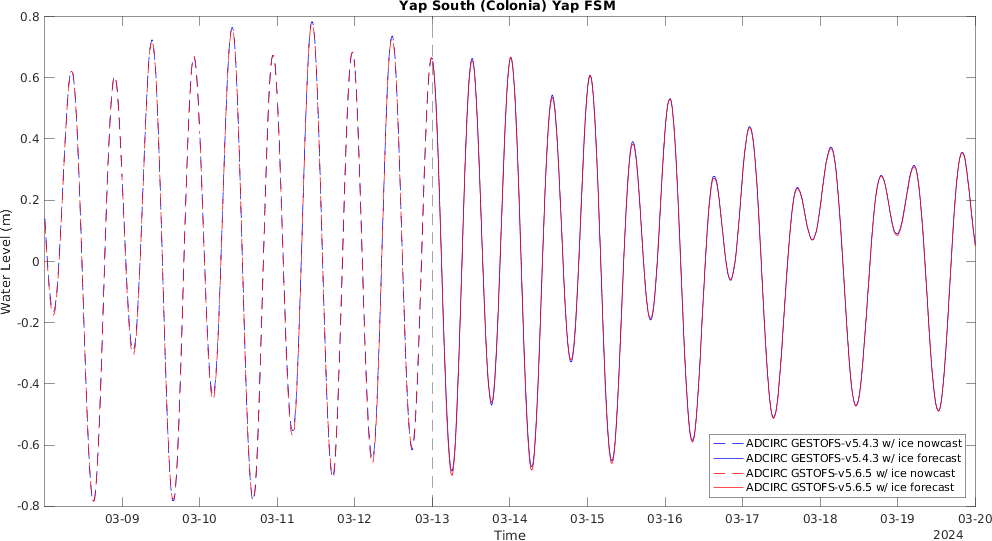 Yap South (Colonia) Yap FSM
Water Level (m)
0.8
0.6
0.4
0.2
0
-0.2
-0.4
-0.6
-0.8
ADCIRC GESTOFS-v5.4.3 w/ ice nowcast
ADCIRC GESTOFS-v5.4.3 w/ ice forecast
ADCIRC GSTOFS-v5.6.5 w/ ice nowcast
ADCIRC GSTOFS-v5.6.5 w/ ice forecast
03-09 03-10 03-11 03-12 03-13 03-14 03-15 03-16 03-17 03-18 03-19 03-20
Time
2024